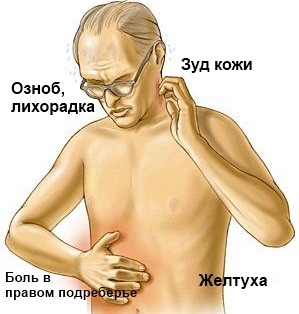 Зуд кожи
Озноб,
лихорадка
Боль в
правом подреберье
Желтуха